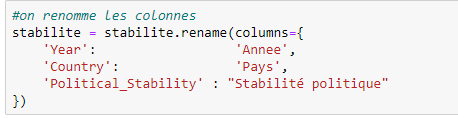 #on renomme les colonnes
stabilite = stabilite.rename(columns={
    'Year':                 'Annee',
    'Country':              'Pays',
    'Political_Stability' : "Stabilité politique"
})